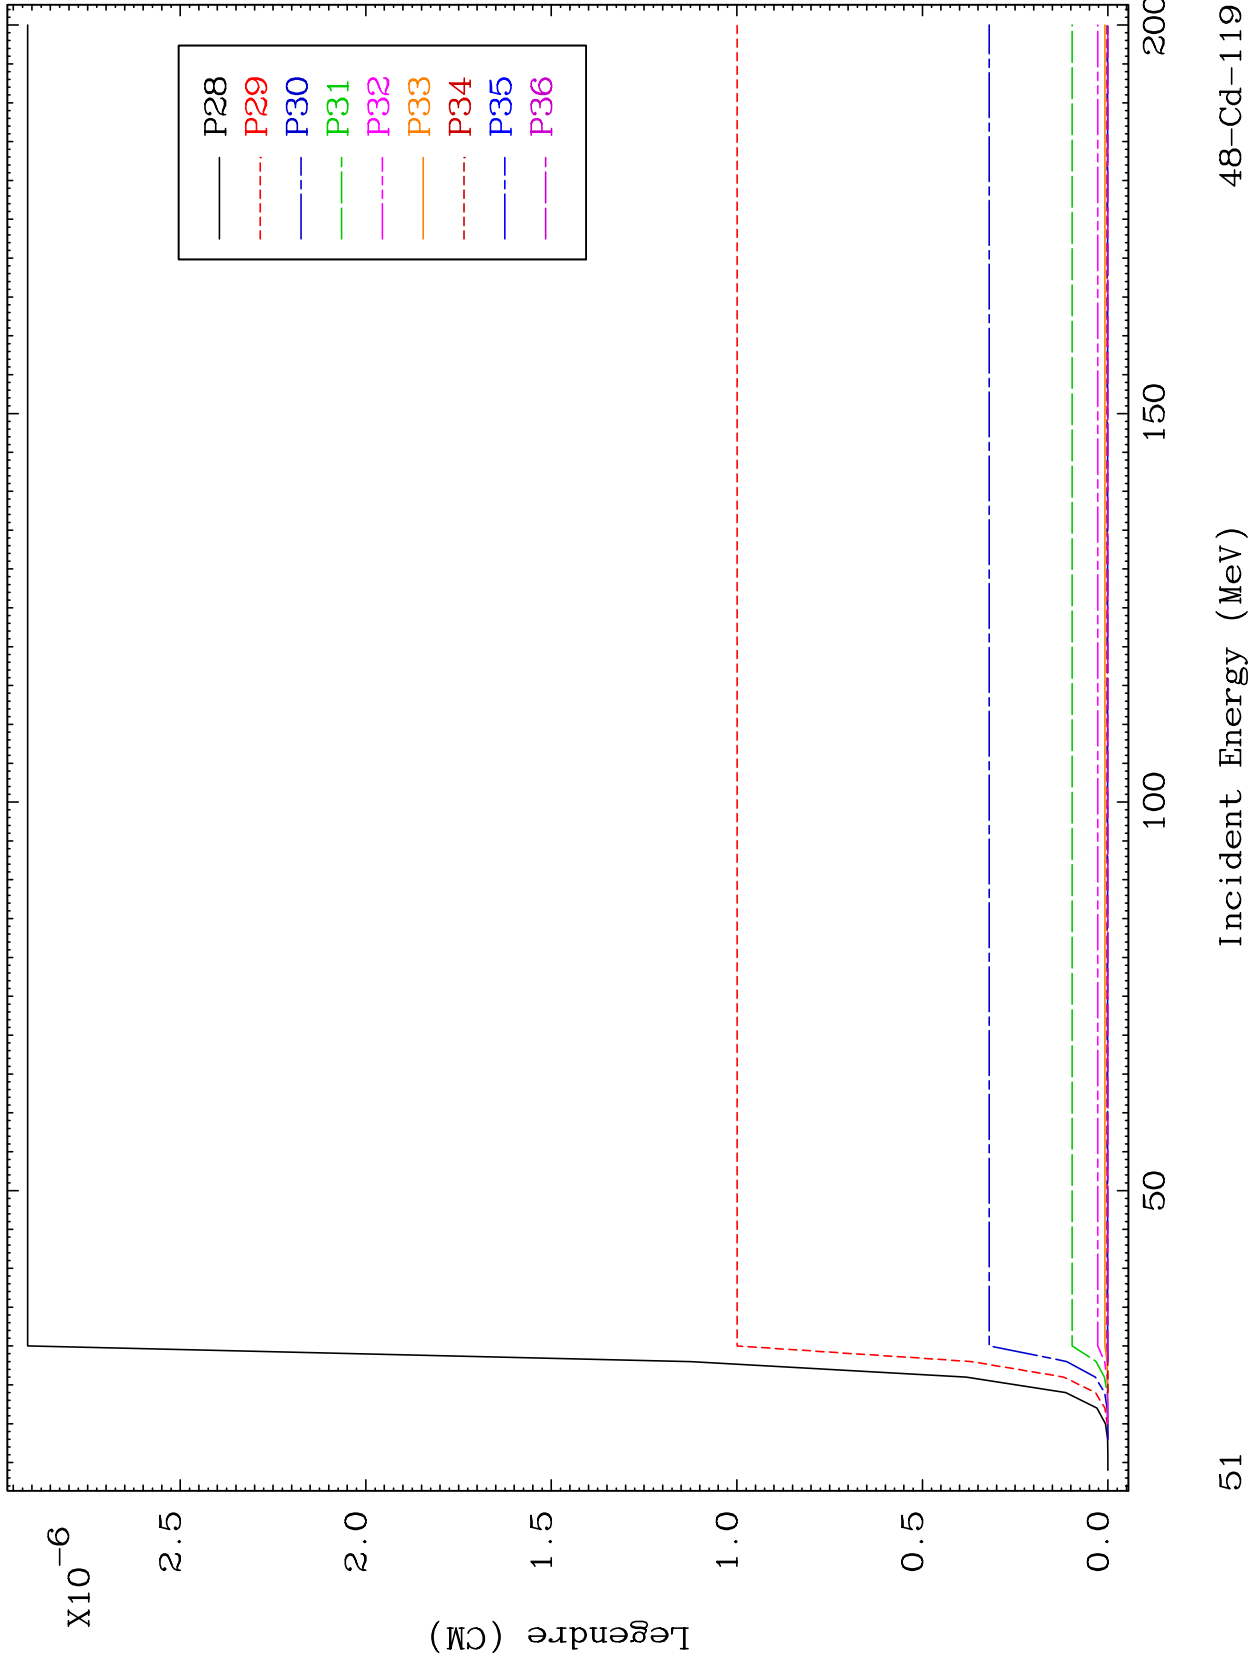 X10-6
2.5
2.0
1.5
1.0
0.5
0.0
Legendre (CM)
P28
P29
P30
P31
P32
P33
P34
P35
P36
50
100
150
200
Incident Energy (MeV)
51
48-Cd-119